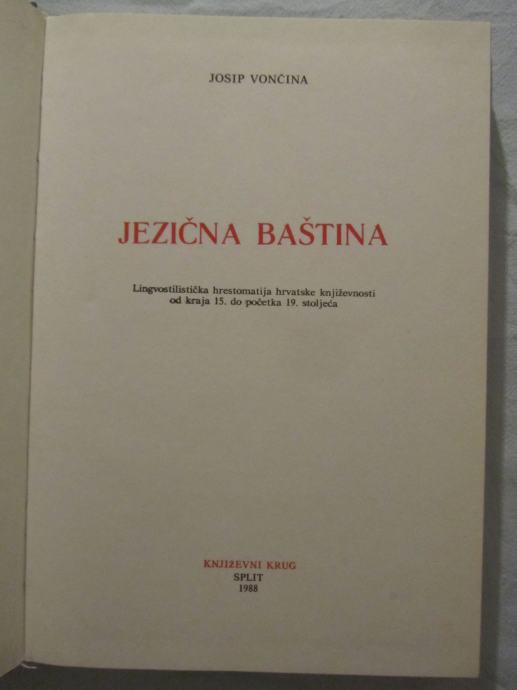 JOSIP VONČINA
JEZIČNA BAŠTINA
Lingvostilistička hrestomatija hrvatske književnosti
od kraja 15. do početka 19. stoljeća
KNJIŽEVNI KRUG
SPLIT
1988